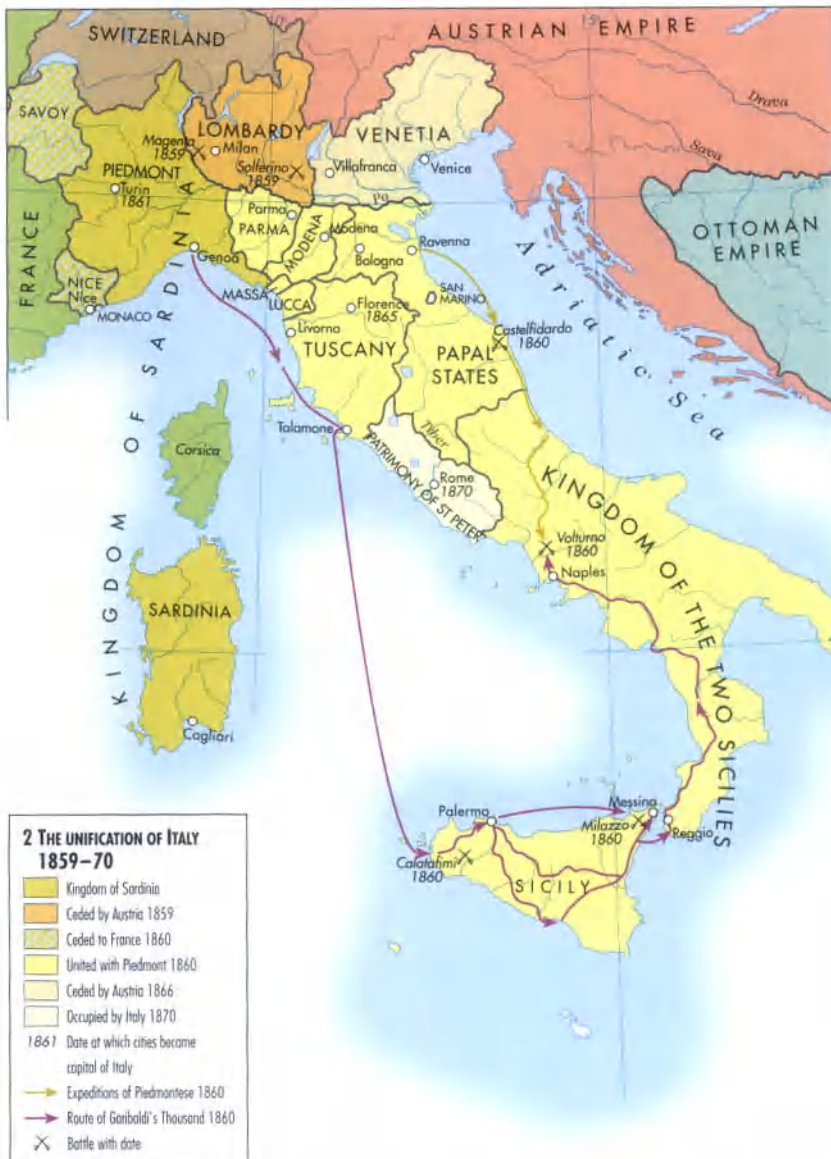 SWITZERLAND
10°
AUSTRIAN EMPIRE
15°
SAVOY
Drava
Sava
LOMBARDY
VENETIA
Magenta
1859
Milan
Solferino
1859
Villafranca
Venice
PIEDMONT
Turin
1861
Po
FRANCE
Parma
PARMA
Modena
MODENA
Bologna
Ravenna
OTTOMAN
EMPIRE
Genoa
NICE
Nice
MONACO
MASSA
LUCCA
Florence
1865
SAN
MARINO
Adriatic Sea
Livorno
TUSCANY
Castelfidardo
1860
PAPAL
STATES
KINGDOM OF SARDINIA
Corsica
Talamone
Tiber
PATRIMONY OF ST PETER
Rome
1870
KINGDOM OF THE TWO SICILIES
Volturno
1860
Naples
SARDINIA
Cagliari
Palermo
Messina
Milazzo
1860
Reggio
Calatafimi
1860
SICILY
2 THE UNIFICATION OF ITALY
1859–70
Kingdom of Sardinia
Ceded by Austria 1859
Ceded to France 1860
United with Piedmont 1860
Ceded by Austria 1866
Occupied by Italy 1870
1861 Date at which cities became
capital of Italy
Expeditions of Piedmontese 1860
Route of Garibaldi's Thousand 1860
Battle with date